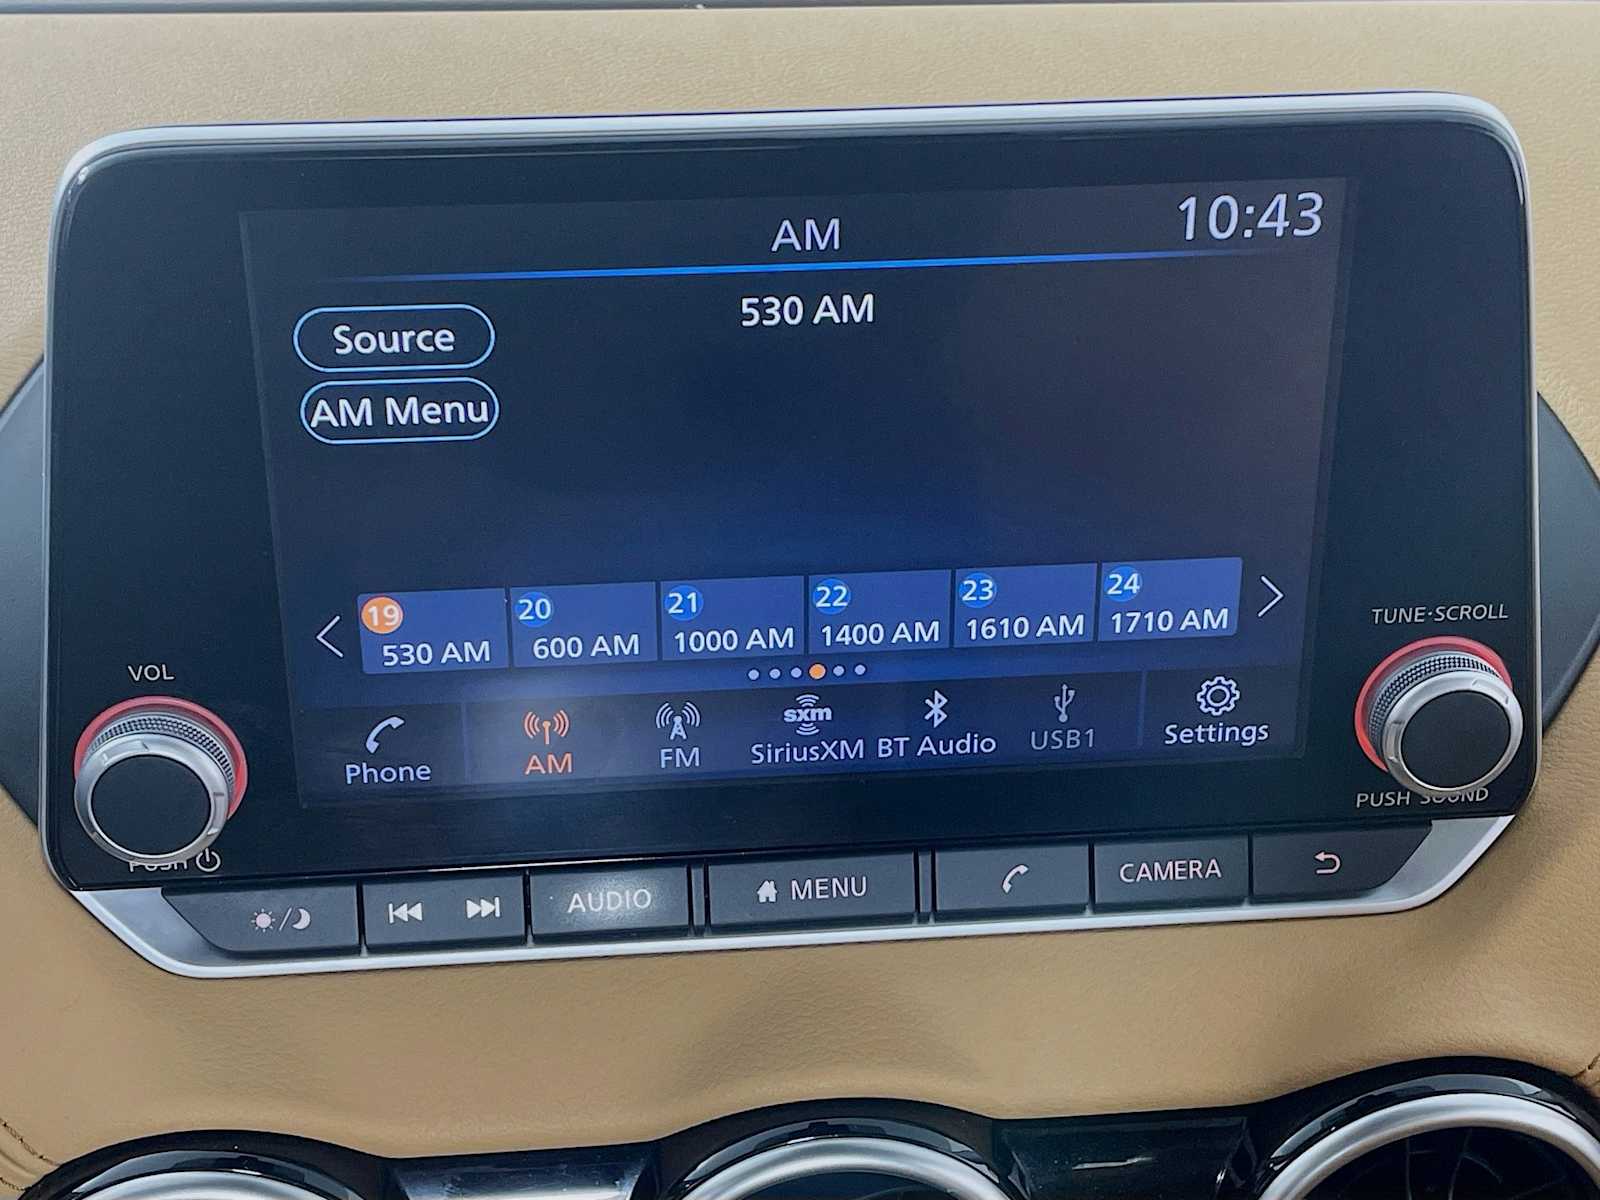 AM
10:43
530 AM
Source
AM Menu
19 530 AM
20 600 AM
21 1000 AM
22 1400 AM
23 1610 AM
24 1710 AM
TUNE·SCROLL
VOL
Phone
AM
FM
sxm
SiriusXM
BT Audio
USB1
Settings
PUSH SOUND
PUSH
AUDIO
MENU
CAMERA